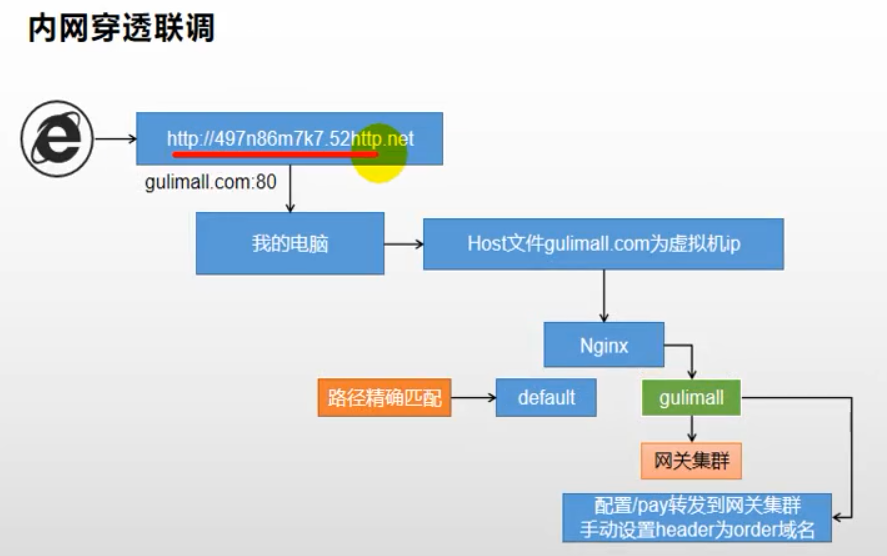 内网穿透联调
http://497n86m7k7.52http.net
gulimall.com:80
我的电脑
Host文件gulimall.com为虚拟机ip
Nginx
路径精确匹配
default
gulimall
网关集群
配置/pay转发到网关集群
手动设置header为order域名